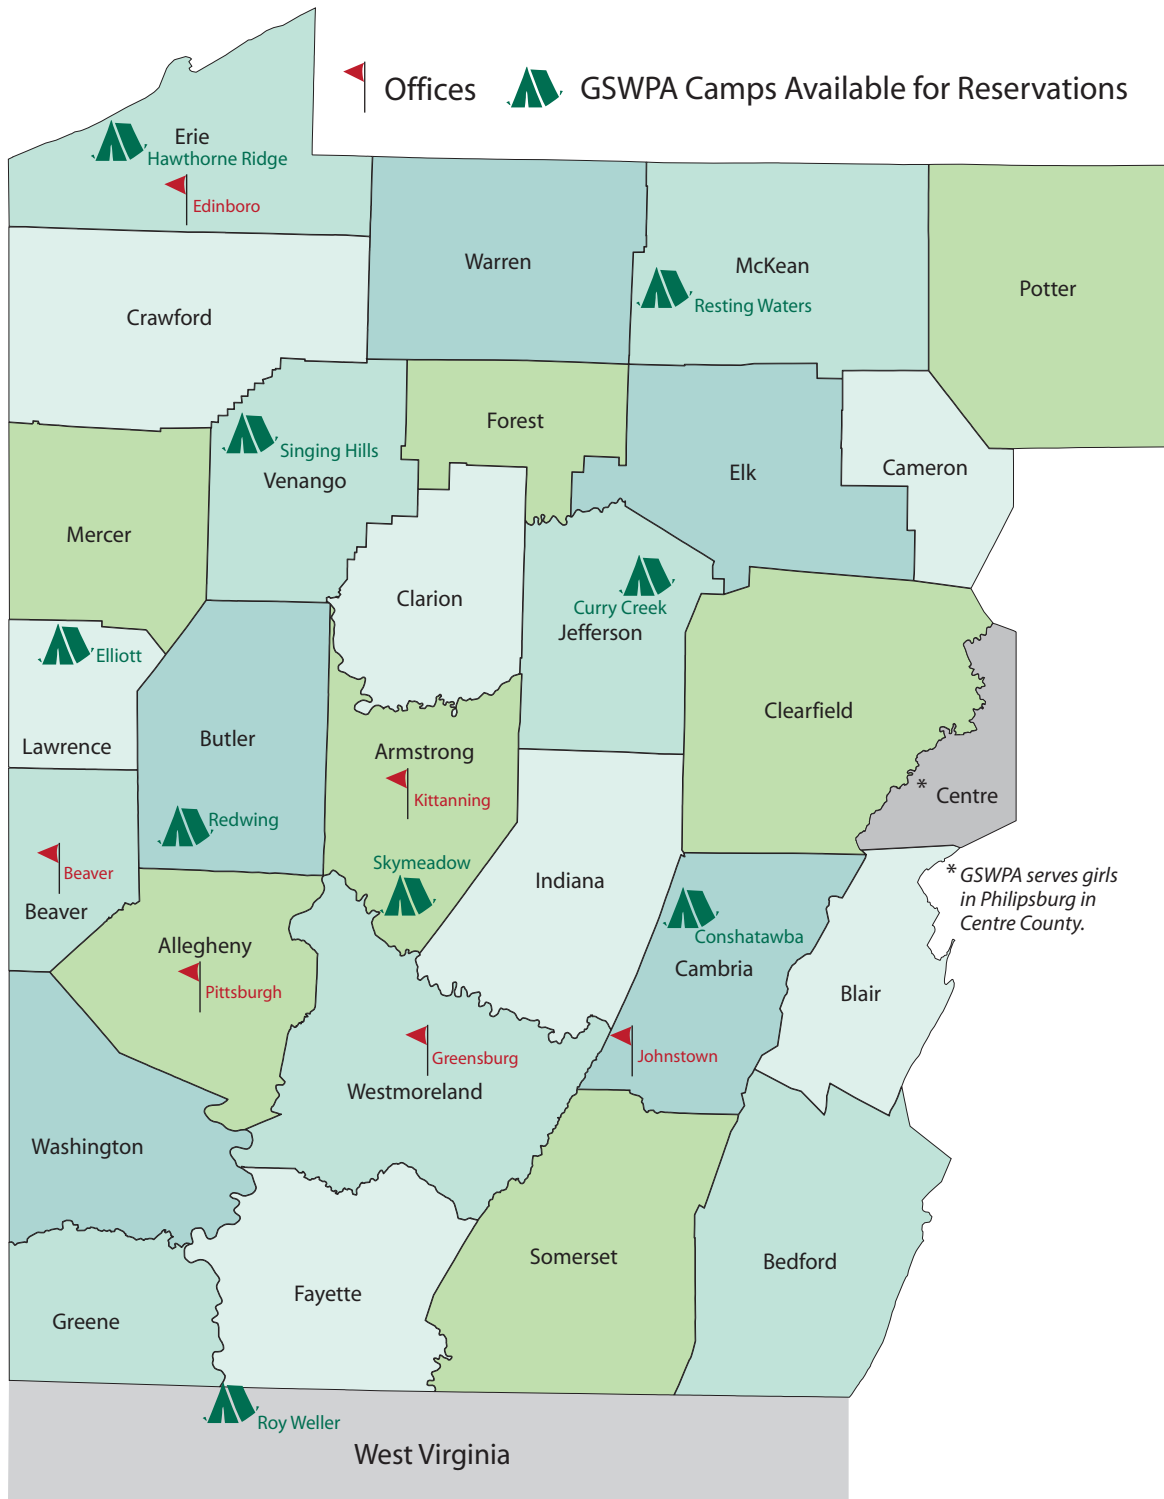 Offices
GSWPA Camps Available for Reservations
Erie
Hawthorne Ridge
Edinboro
Warren
McKean
Resting Waters
Potter
Crawford
Forest
Singing Hills
Venango
Elk
Cameron
Mercer
Clarion
Curry Creek
Jefferson
Elliott
Lawrence
Butler
Armstrong
Kittanning
Clearfield
* Centre
Redwing
Skymeadow
Beaver
Beaver
Indiana
* GSWPA serves girls
in Philipsburg in
Centre County.
Allegheny
Pittsburgh
Conshatawba
Cambria
Blair
Greensburg
Johnstown
Westmoreland
Washington
Somerset
Bedford
Fayette
Greene
Roy Weller
West Virginia